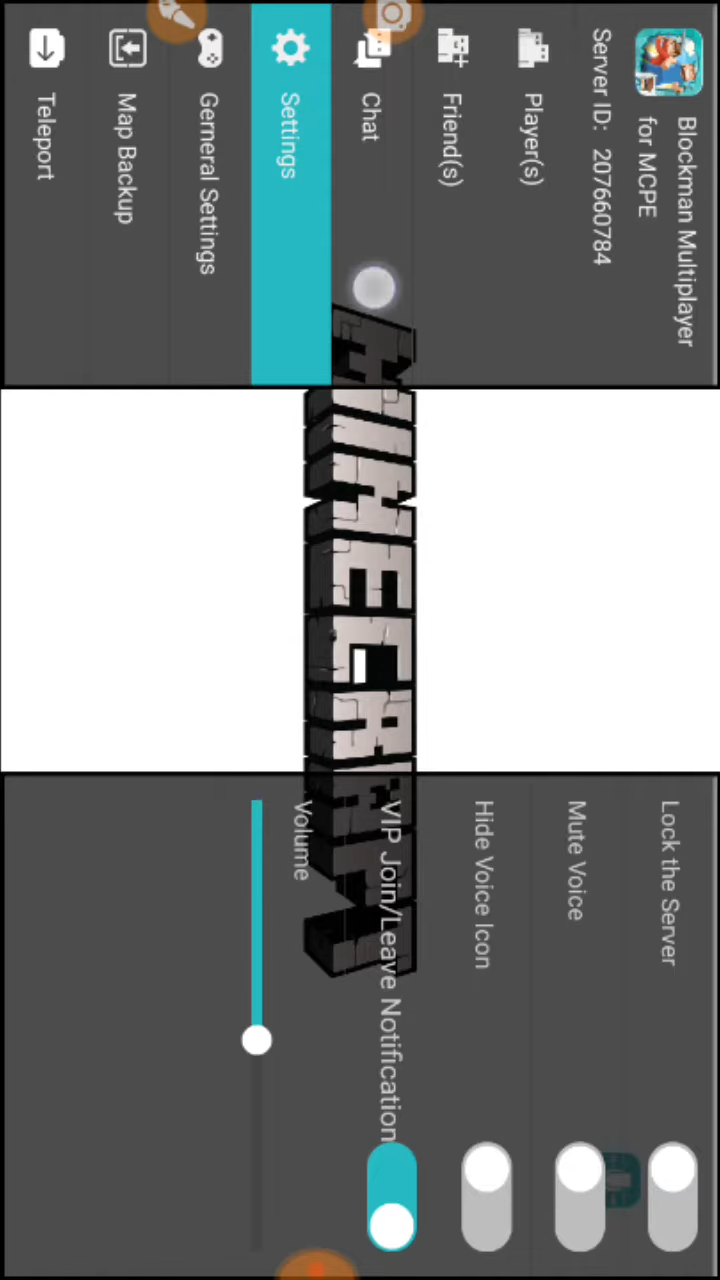 Blockman Multiplayer
for MCPE
Server ID: 207660784
Player(s)
Friend(s)
Chat
Settings
Gerneral Settings
Map Backup
Teleport
MINECRAFT
Lock the Server
Mute Voice
Hide Voice Icon
VIP Join/Leave Notification
Volume